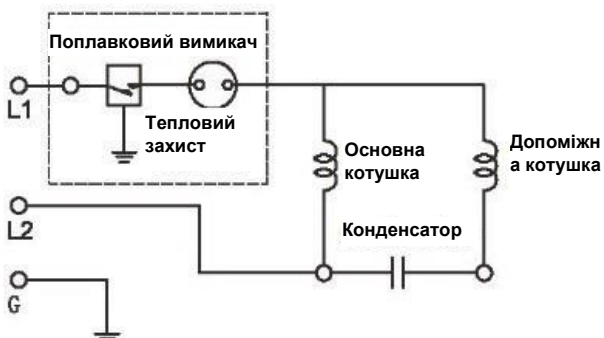 Поплавковий вимикач
L1
Тепловий
захист
Основна
котушка
Допоміжн
а котушка
L2
Конденсатор
G